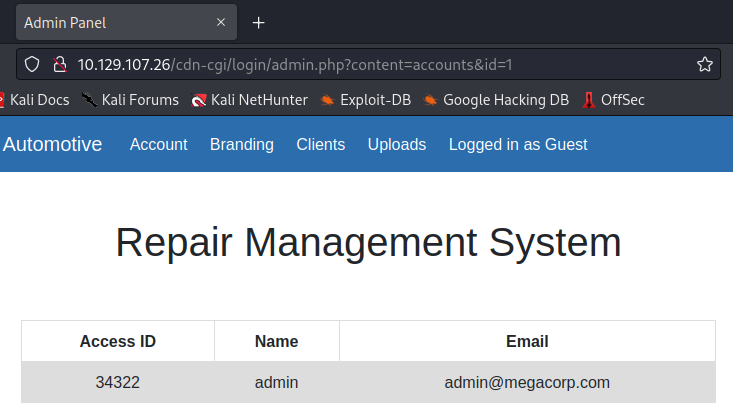 Admin Panel
10.129.107.26/cdn-cgi/login/admin.php?content=accounts&id=1
Kali Docs Kali Forums Kali NetHunter Exploit-DB Google Hacking DB OffSec
Automotive Account Branding Clients Uploads Logged in as Guest
Repair Management System
Access ID Name Email
34322 admin admin@megacorp.com